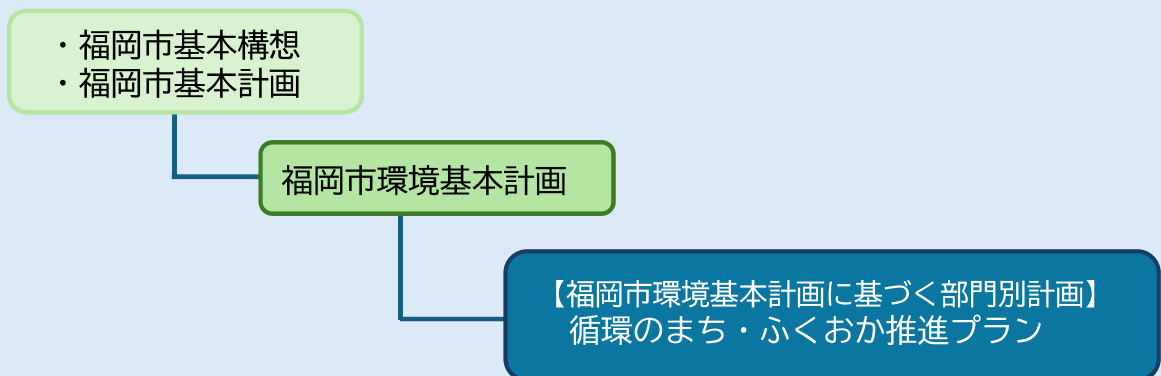 ・福岡市基本構想
・福岡市基本計画
福岡市環境基本計画
【福岡市環境基本計画に基づく部門別計画】
循環のまち・ふくおか推進プラン